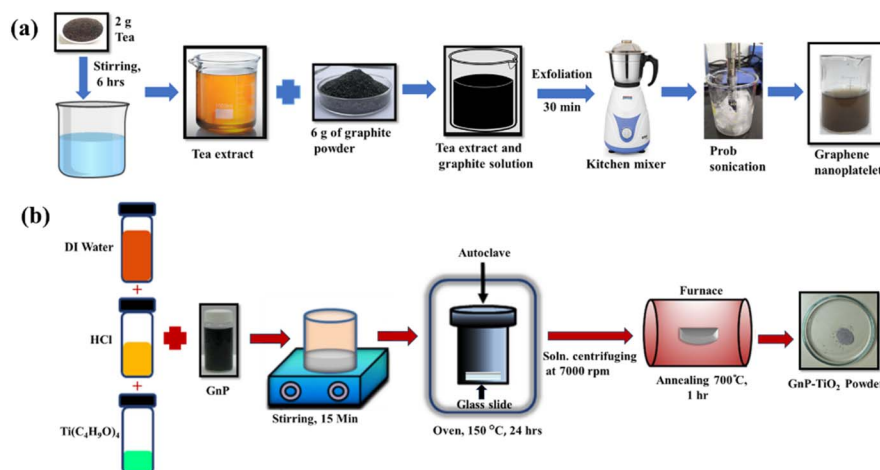 (a)
2 g
Tea
Stirring,
6 hrs
Tea extract
6 g of graphite
powder
Tea extract and
graphite solution
Exfoliation
30 min
Kitchen mixer
Prob
sonication
Graphene
nanoplatelet
(b)
DI Water
+
HCl
+
Ti(C₄H₉O)₄
GnP
Stirring, 15 Min
Autoclave
Glass slide
Oven, 150 °C, 24 hrs
Soln. centrifuging
at 7000 rpm
Furnace
Annealing 700°C,
1 hr
GnP-TiO₂ Powder